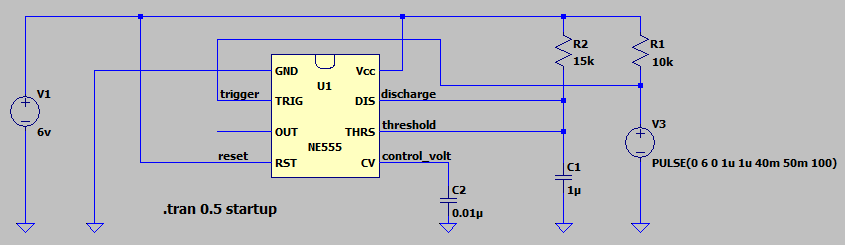 R2
15k
R1
10k
GND
U1
Vcc
V1
6v
trigger
TRIG
DIS
discharge
V3
PULSE(0 6 0 1u 1u 40m 50m 100)
OUT
THRS
threshold
NE555
reset
RST
CV
control_volt
C1
1µ
C2
0.01µ
.tran 0.5 startup